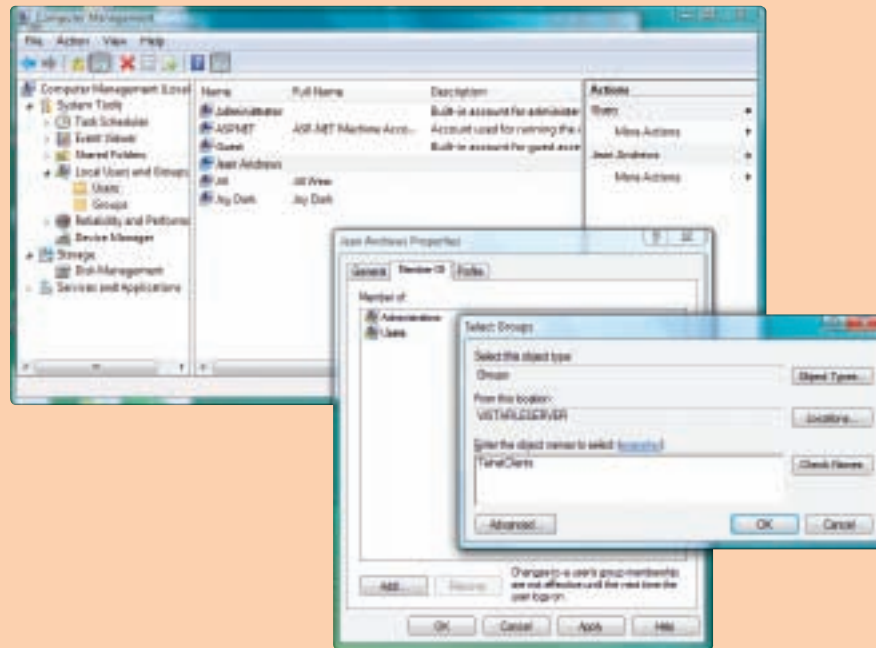 Computer Management
File Action View Help
Computer Management (Local
System Tools
Task Scheduler
Event Viewer
Shared Folders
Local Users and Groups
Users
Groups
Reliability and Performa
Device Manager
Storage
Disk Management
Services and Applications
Name Full Name Description
Administrator Built-in account for administer
ASPNET ASP.NET Machine Acco... Account used for running the
Guest Built-in account for guest acce
Jean Andrews
Jill Jill West
Joy Dark Joy Dark
Actions
Users
More Actions
Jean Andrews
More Actions
Jean Andrews Properties
General Member Of Profile
Member of:
Administrators
Users
Add... Remove
Changes to a user's group membership
are not effective until the next time the
user logs on.
OK Cancel Apply Help
Select Groups
Select this object type:
Groups
Object Types...
From this location:
Locations...
Enter the object names to select (examples):
Check Names
Advanced...
OK Cancel